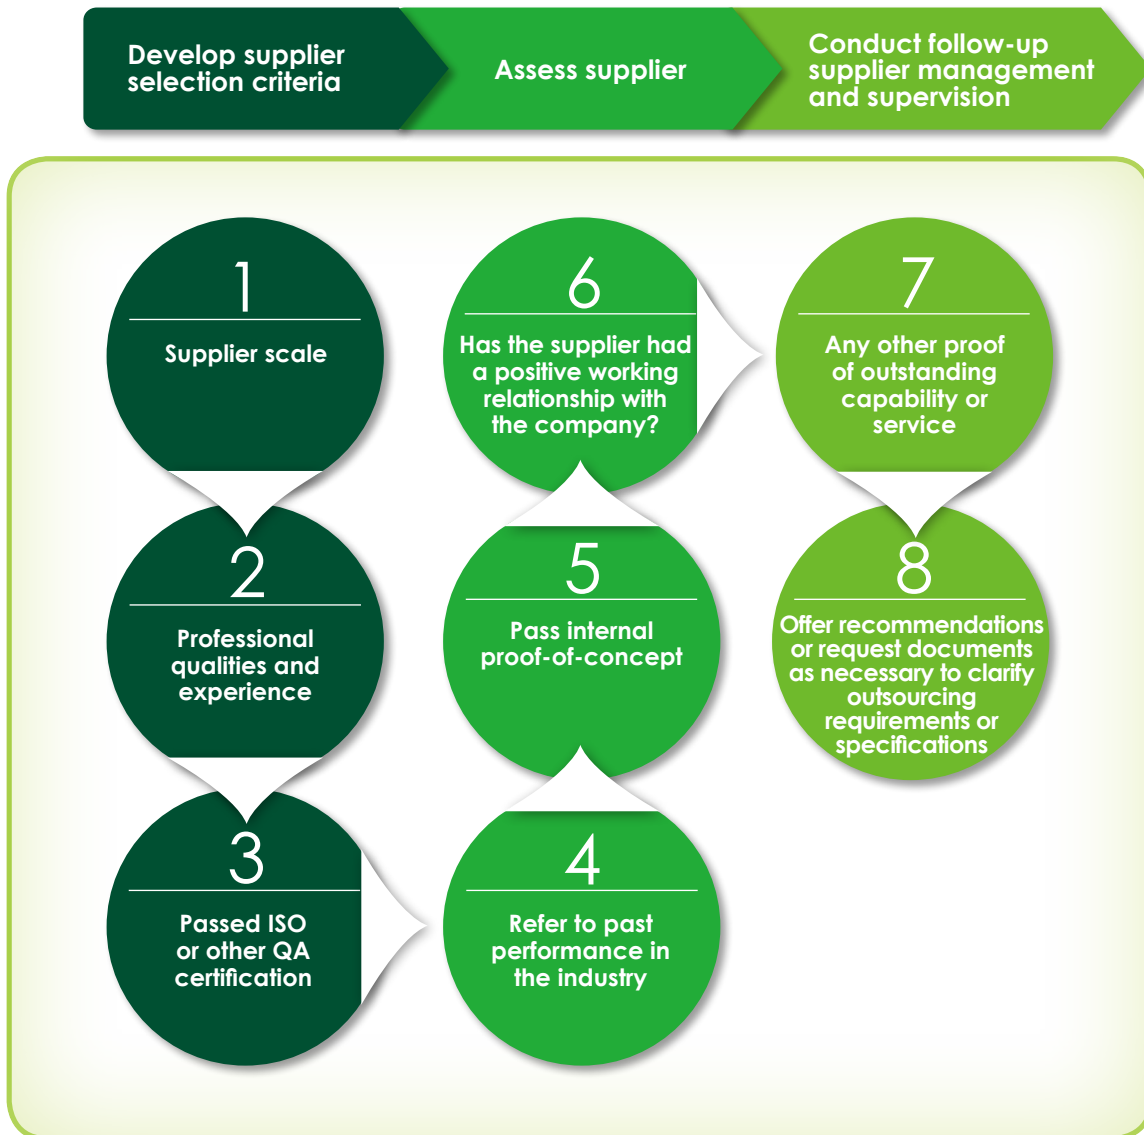 Develop supplier
selection criteria
Assess supplier
Conduct follow-up
supplier management
and supervision
1
Supplier scale
2
Professional
qualities and
experience
3
Passed ISO
or other QA
certification
4
Refer to past
performance in
the industry
5
Pass internal
proof-of-concept
6
Has the supplier had
a positive working
relationship with
the company?
7
Any other proof
of outstanding
capability or
service
8
Offer recommendations
or request documents
as necessary to clarify
outsourcing
requirements or
specifications